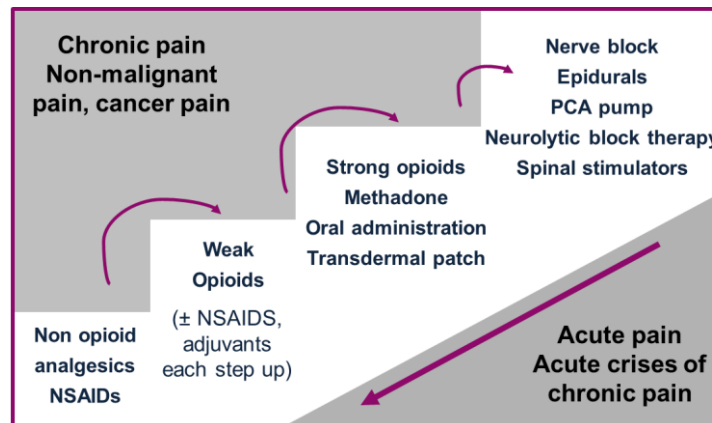 Chronic pain
Non-malignant
pain, cancer pain
Nerve block
Epidurals
PCA pump
Neurolytic block therapy
Spinal stimulators
Strong opioids
Methadone
Oral administration
Transdermal patch
Weak
Opioids
(± NSAIDS,
adjuvants
each step up)
Non opioid
analgesics
NSAIDs
Acute pain
Acute crises of
chronic pain